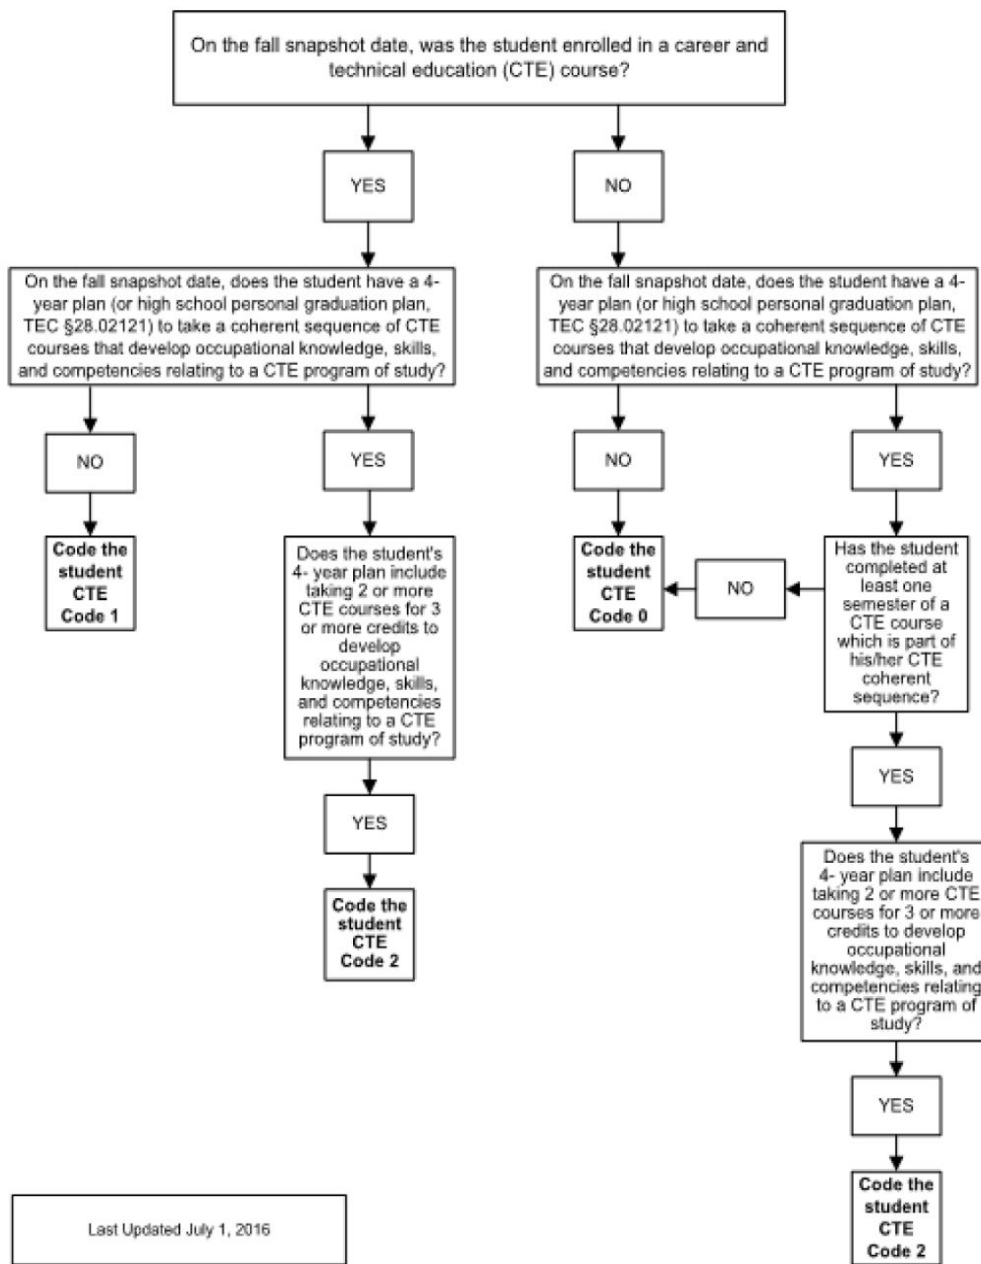 On the fall snapshot date, was the student enrolled in a career and
technical education (CTE) course?
YES
NO
On the fall snapshot date, does the student have a 4-
year plan (or high school personal graduation plan,
TEC §28.02121) to take a coherent sequence of CTE
courses that develop occupational knowledge, skills,
and competencies relating to a CTE program of study?
On the fall snapshot date, does the student have a 4-
year plan (or high school personal graduation plan,
TEC §28.02121) to take a coherent sequence of CTE
courses that develop occupational knowledge, skills,
and competencies relating to a CTE program of study?
NO
YES
NO
YES
Code the
student
CTE
Code 1
Does the student's
4- year plan include
taking 2 or more
CTE courses for 3
or more credits to
develop
occupational
knowledge, skills,
and competencies
relating to a CTE
program of study?
Code the
student
CTE
Code 0
NO
Has the student
completed at
least one
semester of a
CTE course
which is part of
his/her CTE
coherent
sequence?
YES
YES
Code the
student
CTE
Code 2
Does the student's
4- year plan include
taking 2 or more CTE
courses for 3 or more
credits to develop
occupational
knowledge, skills, and
competencies relating
to a CTE program of
study?
YES
Code the
student
CTE
Code 2
Last Updated July 1, 2016